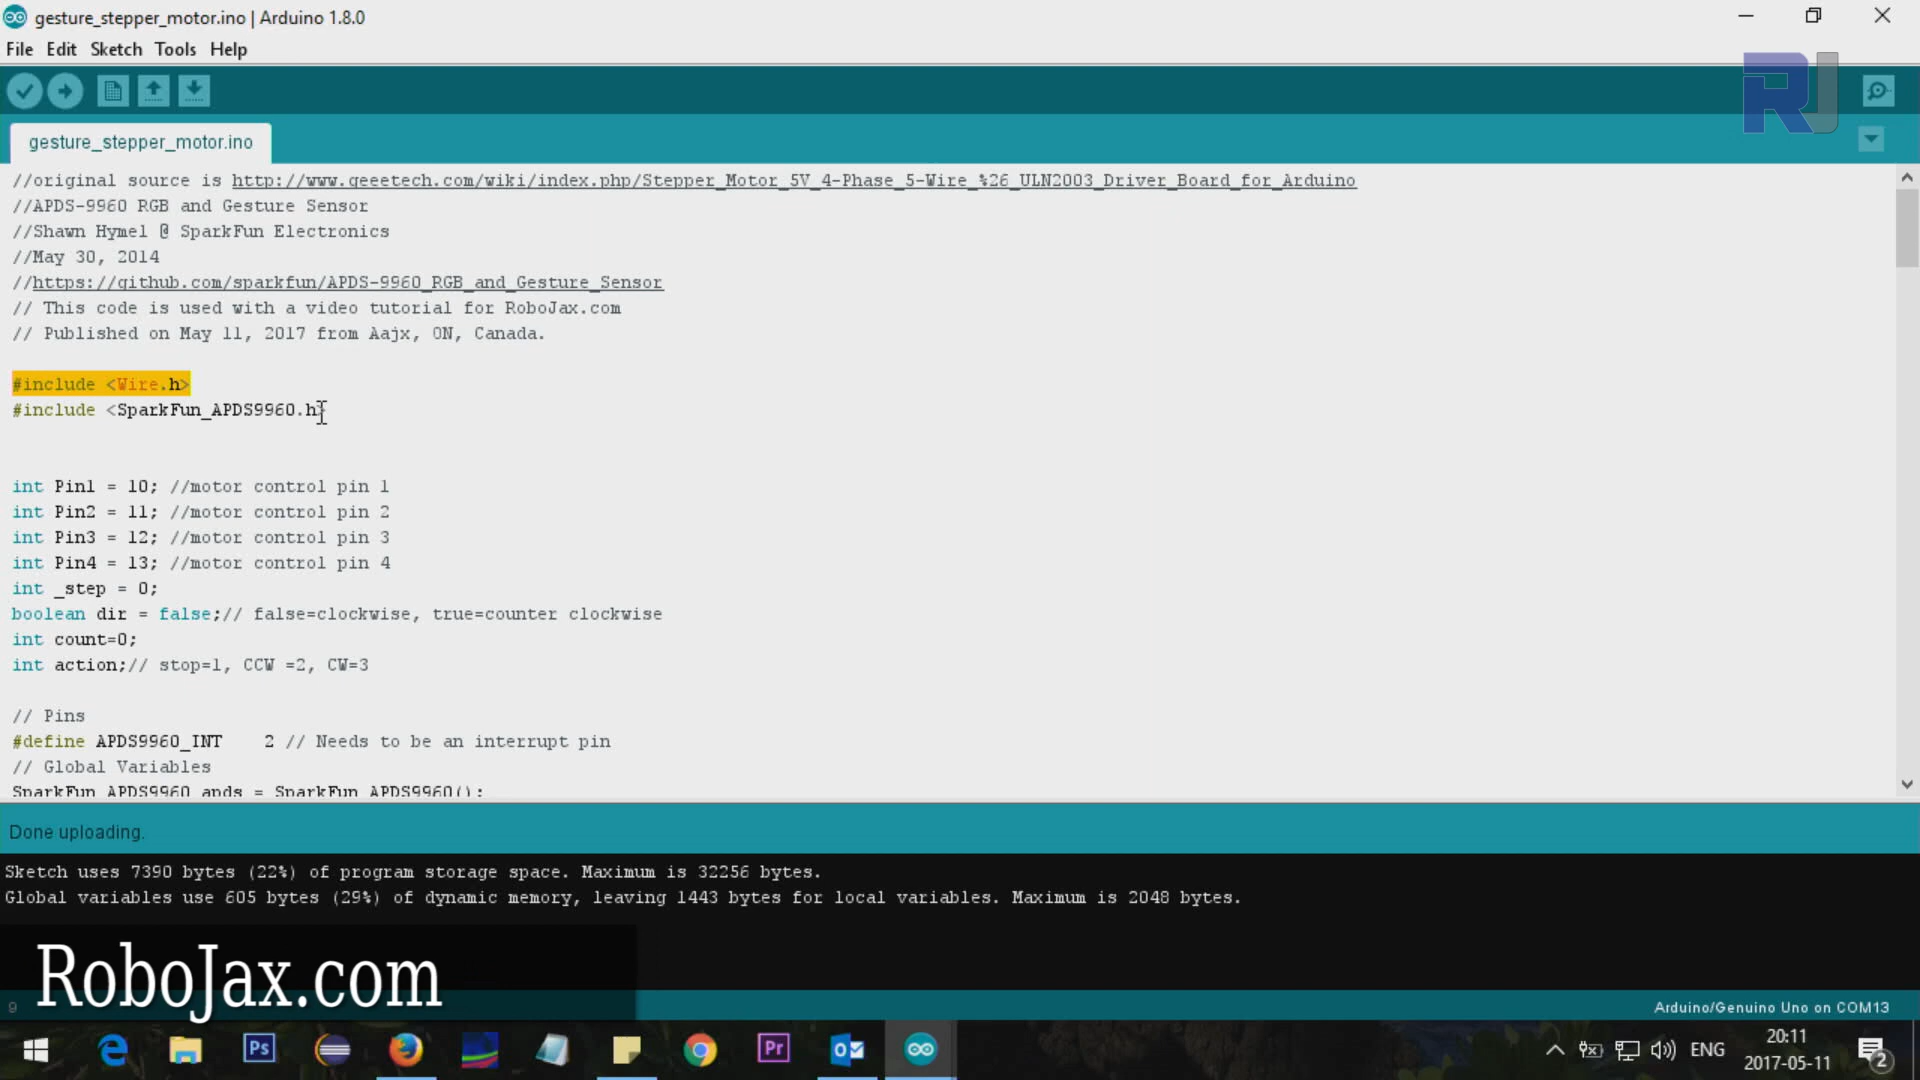 gesture_stepper_motor.ino | Arduino 1.8.0
File Edit Sketch Tools Help
RJ
gesture_stepper_motor.ino
//original source is http://www.geeetech.com/wiki/index.php/Stepper_Motor_5V_4-Phase_5-Wire_%26_ULN2003_Driver_Board_for_Arduino
//APDS-9960 RGB and Gesture Sensor
//Shawn Hymel @ SparkFun Electronics
//May 30, 2014
//https://github.com/sparkfun/APDS-9960_RGB_and_Gesture_Sensor
// This code is used with a video tutorial for RoboJax.com
// Published on May 11, 2017 from Aajx, ON, Canada.
#include <Wire.h>
#include <SparkFun_APDS9960.h>
int Pin1 = 10; //motor control pin 1
int Pin2 = 11; //motor control pin 2
int Pin3 = 12; //motor control pin 3
int Pin4 = 13; //motor control pin 4
int _step = 0;
boolean dir = false;// false=clockwise, true=counter clockwise
int count=0;
int action;// stop=1, CCW =2, CW=3
// Pins
#define APDS9960_INT    2 // Needs to be an interrupt pin
// Global Variables
SparkFun_APDS9960 apds = SparkFun_APDS9960();
Done uploading.
Sketch uses 7390 bytes (22%) of program storage space. Maximum is 32256 bytes.
Global variables use 605 bytes (29%) of dynamic memory, leaving 1443 bytes for local variables. Maximum is 2048 bytes.
RoboJax.com
9
Arduino/Genuino Uno on COM13
Ps
Pr
ENG
20:11
2017-05-11
2